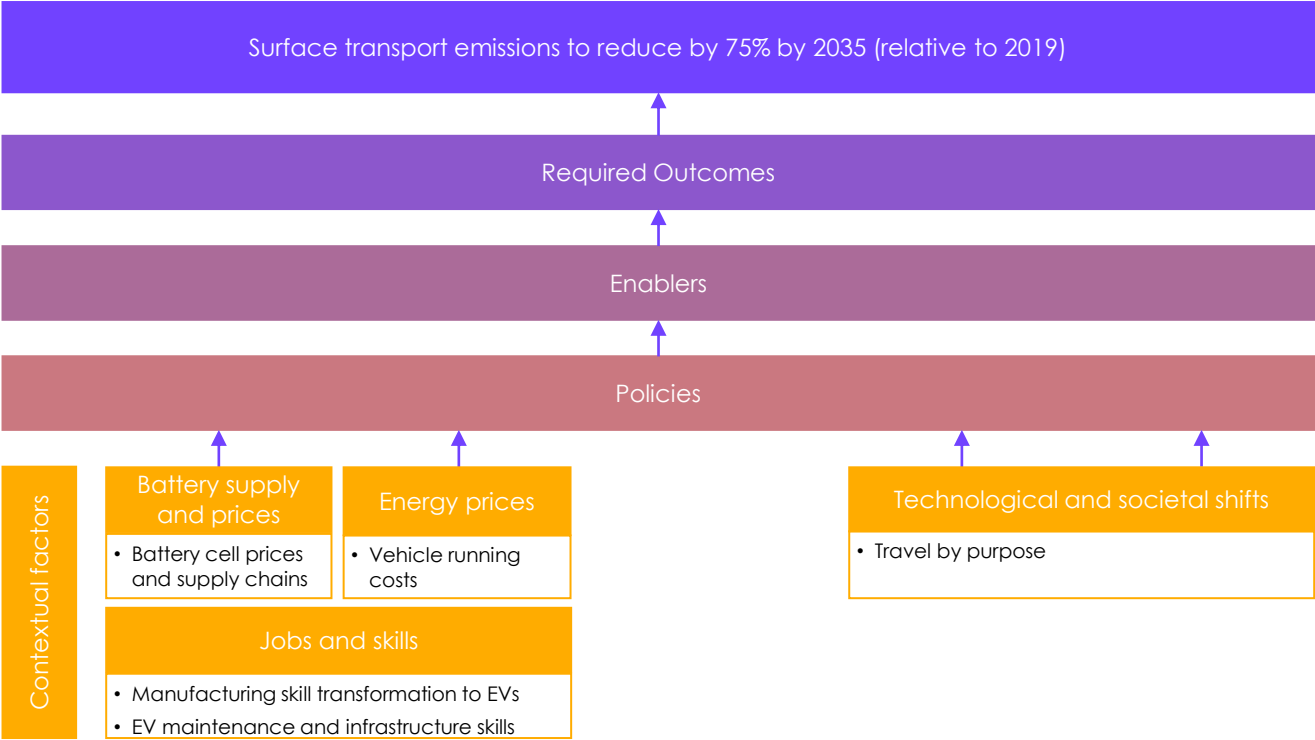 Surface transport emissions to reduce by 75% by 2035 (relative to 2019)
Required Outcomes
Enablers
Policies
Contextual factors
Battery supply
and prices
• Battery cell prices
and supply chains
Energy prices
• Vehicle running
costs
Technological and societal shifts
• Travel by purpose
Jobs and skills
• Manufacturing skill transformation to EVs
• EV maintenance and infrastructure skills